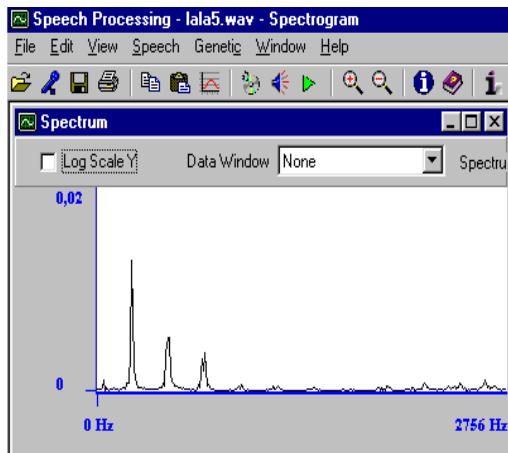 Speech Processing - lala5.wav - Spectrogram
File Edit View Speech Genetic Window Help
Spectrum
Log Scale Y Data Window None Spectru
0,02
0
0 Hz 2756 Hz